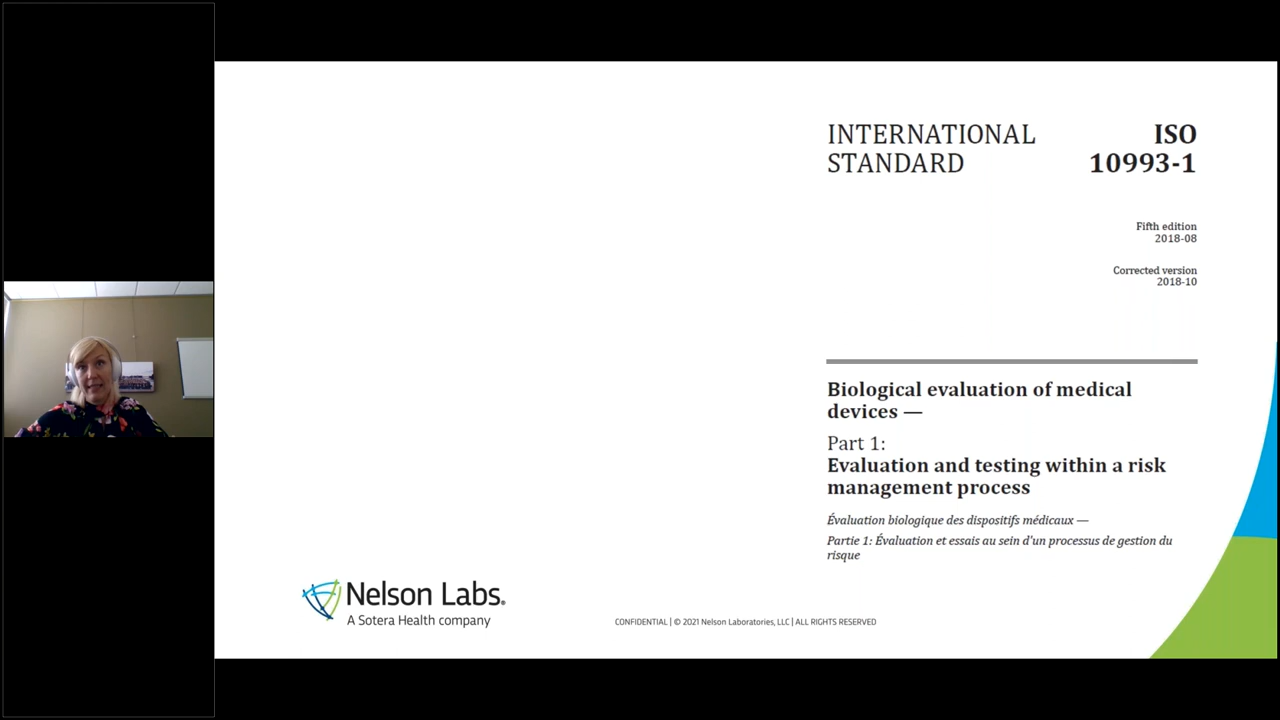 INTERNATIONAL STANDARD
ISO 10993-1
Fifth edition
2018-08
Corrected version
2018-10
Biological evaluation of medical
devices —
Part 1:
Evaluation and testing within a risk
management process
Évaluation biologique des dispositifs médicaux —
Partie 1: Évaluation et essais au sein d'un processus de gestion du
risque
Nelson Labs®
A Sotera Health company
CONFIDENTIAL | © 2021 Nelson Laboratories, LLC | ALL RIGHTS RESERVED